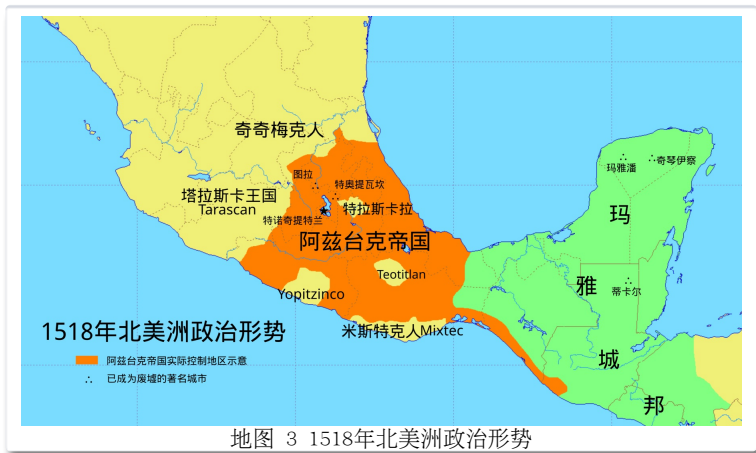 奇奇梅克人
图拉
特奥提瓦坎
塔拉斯卡王国
Tarascan
特诺奇提特兰
特拉斯卡拉
阿兹台克帝国
Teotitlan
Yopitzinco
米斯特克人Mixtec
玛雅潘
奇琴伊察
玛
雅
蒂卡尔
城
邦
1518年北美洲政治形势
阿兹台克帝国实际控制地区示意
已成为废墟的著名城市
地图 3 1518年北美洲政治形势